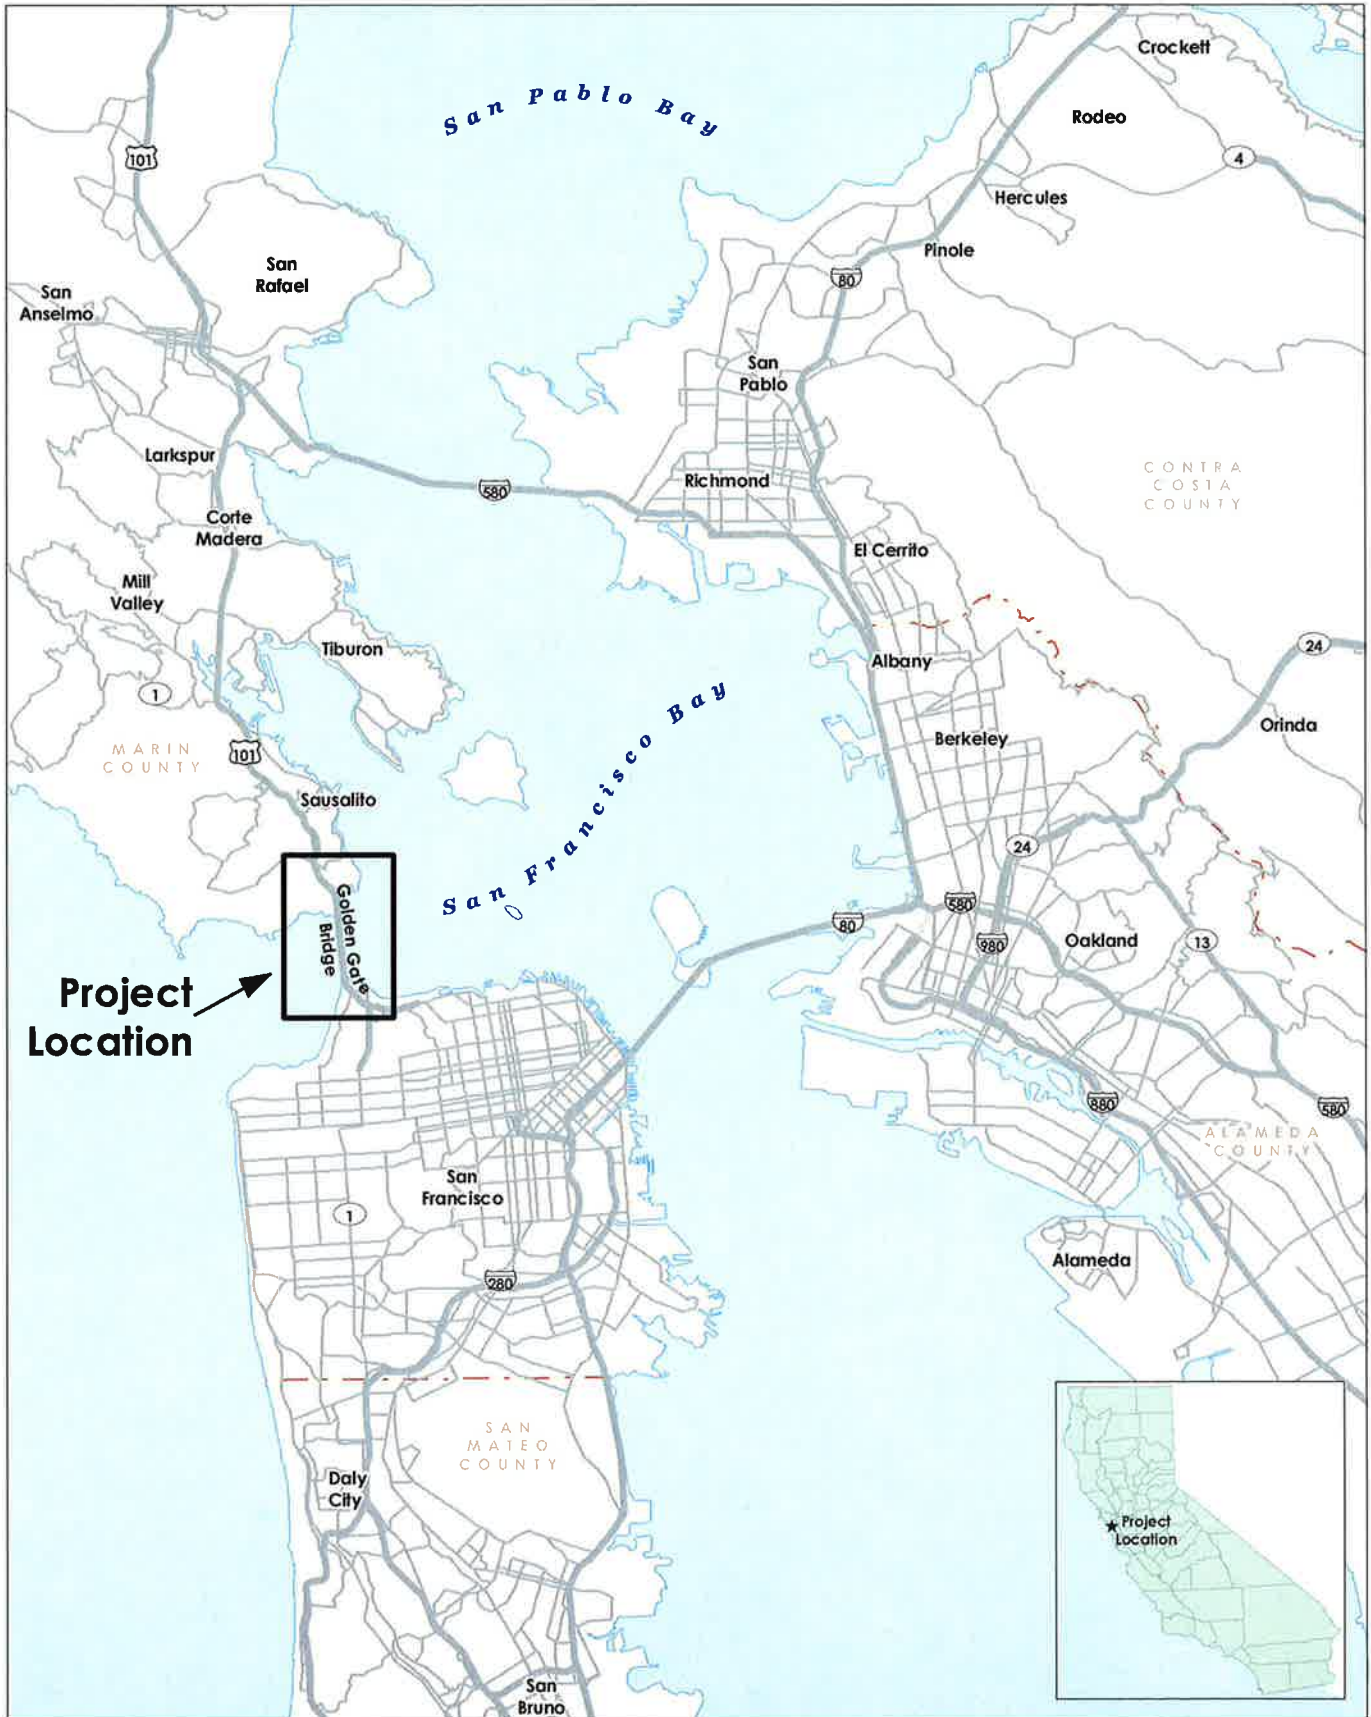 Crockett
San Pablo Bay
Rodeo
101
4
Hercules
Pinole
San
Rafael
80
San
Anselmo
San
Pablo
Larkspur
CONTRA
COSTA
COUNTY
Richmond
580
Corte
Madera
El Cerrito
Mill
Valley
Tiburon
24
Albany
1
San Francisco Bay
Orinda
Berkeley
MARIN
COUNTY
101
Sausalito
24
Golden Gate
Bridge
580
80
980
Oakland
13
Project
Location
880
580
ALAMEDA
COUNTY
San
Francisco
1
Alameda
280
SAN
MATEO
COUNTY
Daly
City
Project
Location
San
Bruno